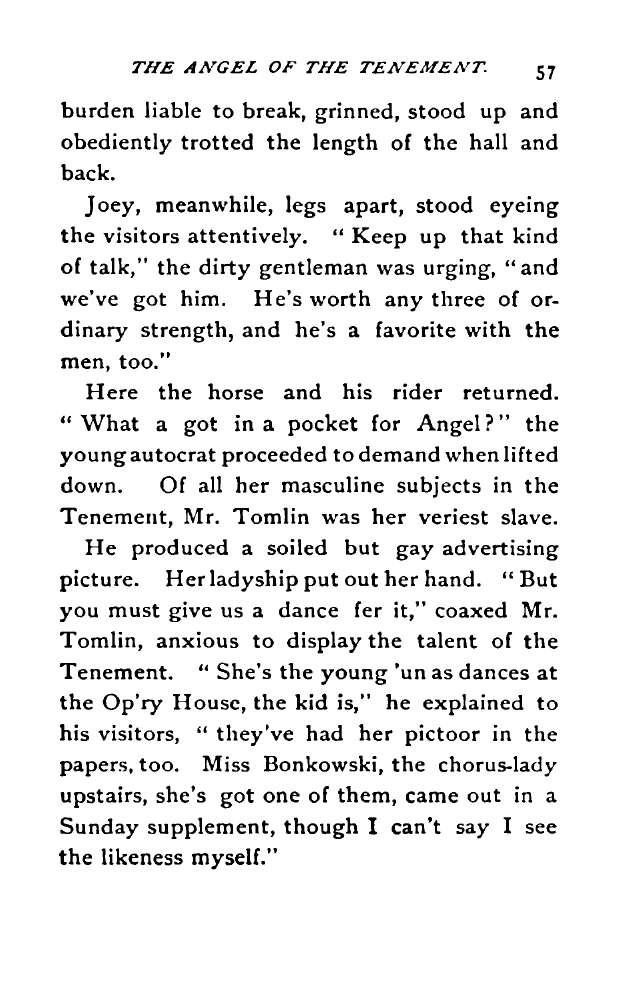 THE ANGEL OF THE TENEMENT. 57
burden liable to break, grinned, stood up and
obediently trotted the length of the hall and
back.
Joey, meanwhile, legs apart, stood eyeing
the visitors attentively. “ Keep up that kind
of talk,” the dirty gentleman was urging, “and
we've got him. He's worth any three of or-
dinary strength, and he's a favorite with the
men, too.”
Here the horse and his rider returned.
“ What a got in a pocket for Angel?” the
young autocrat proceeded to demand when lifted
down. Of all her masculine subjects in the
Tenement, Mr. Tomlin was her veriest slave.
He produced a soiled but gay advertising
picture. Her ladyship put out her hand. “ But
you must give us a dance fer it,” coaxed Mr.
Tomlin, anxious to display the talent of the
Tenement. “ She's the young 'un as dances at
the Op'ry House, the kid is,” he explained to
his visitors, “ they've had her pictoor in the
papers, too. Miss Bonkowski, the chorus-lady
upstairs, she's got one of them, came out in a
Sunday supplement, though I can't say I see
the likeness myself.”